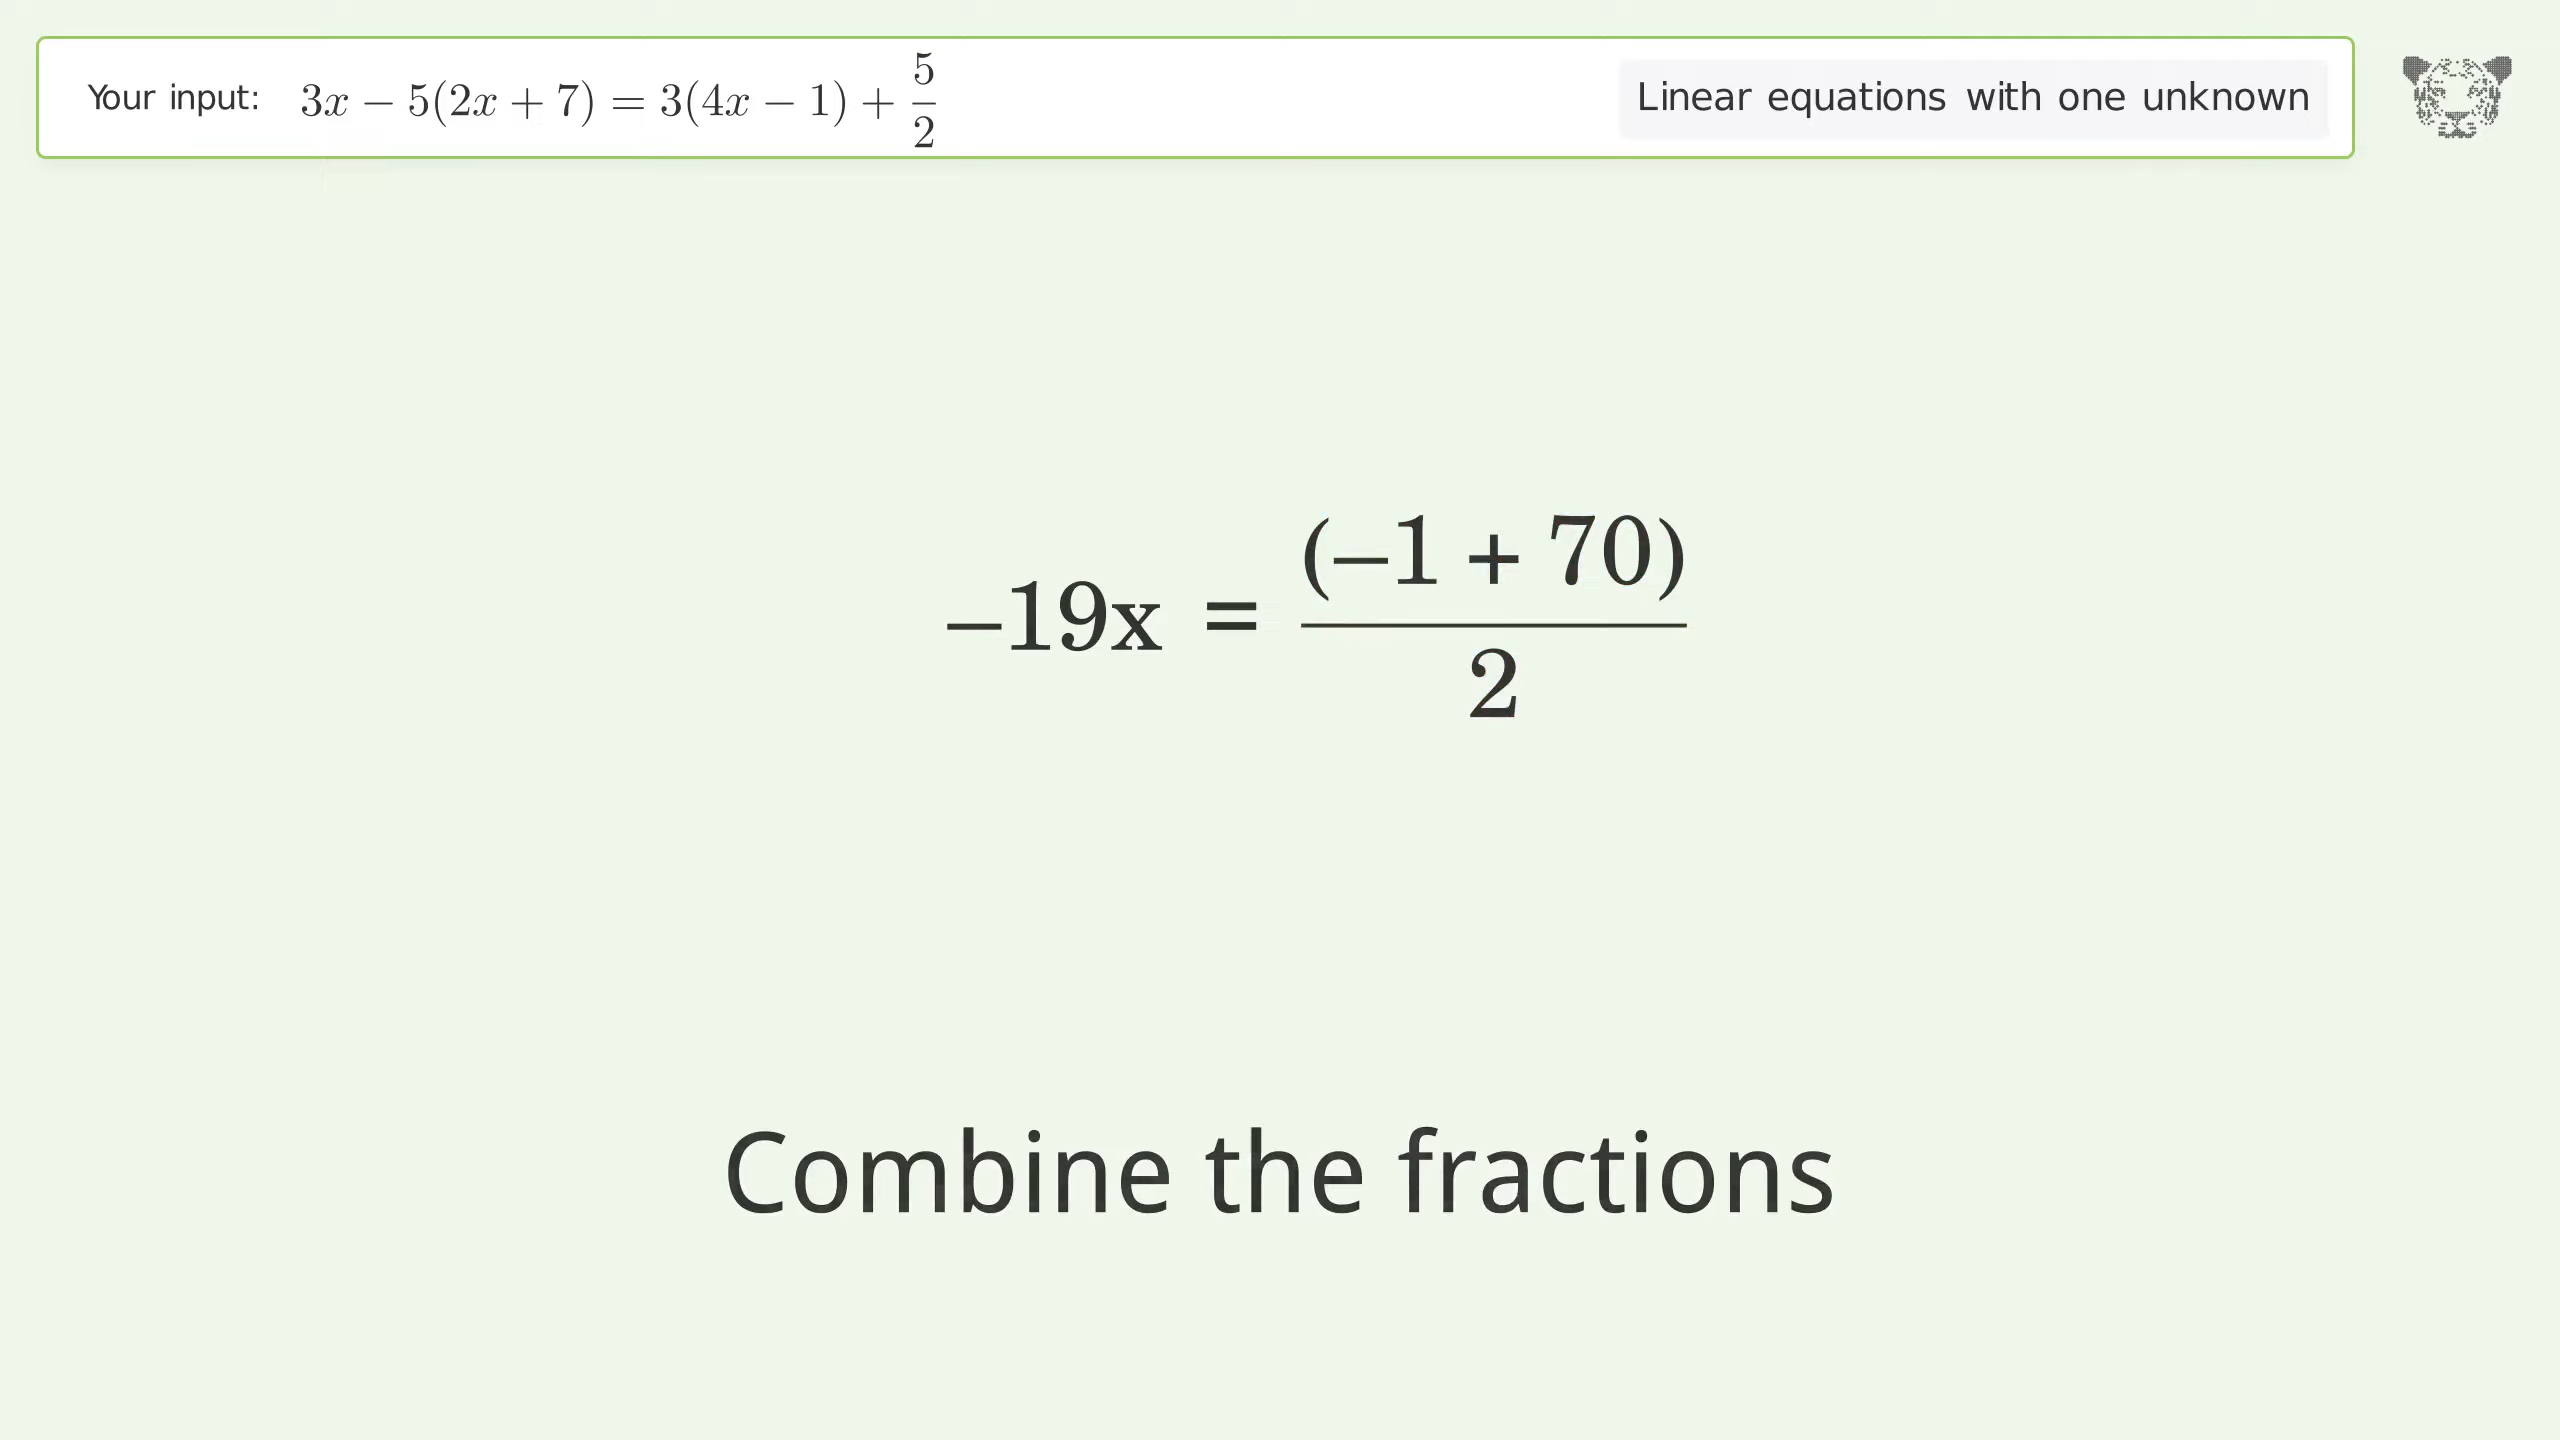 Your input: 3x − 5(2x + 7) = 3(4x − 1) + 5/2
Linear equations with one unknown
–19x = (–1 + 70)/2
Combine the fractions